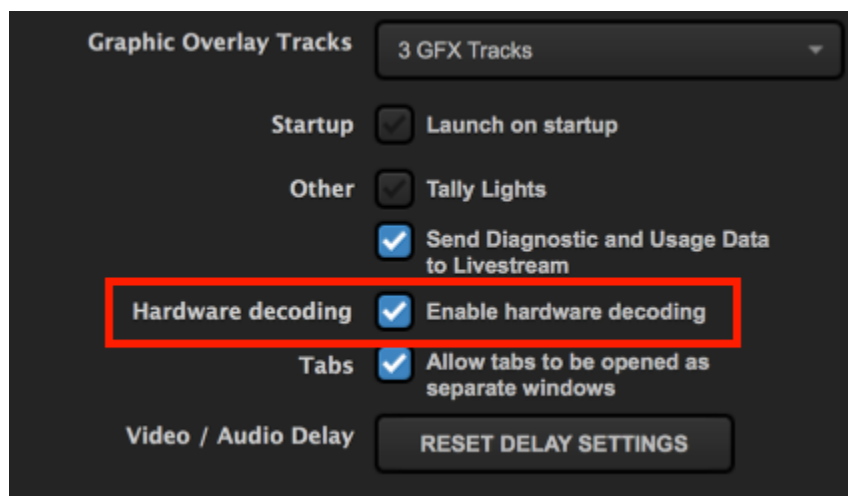 Graphic Overlay Tracks 3 GFX Tracks
Startup Launch on startup
Other Tally Lights
Send Diagnostic and Usage Data
to Livestream
Hardware decoding Enable hardware decoding
Tabs Allow tabs to be opened as
separate windows
Video / Audio Delay RESET DELAY SETTINGS